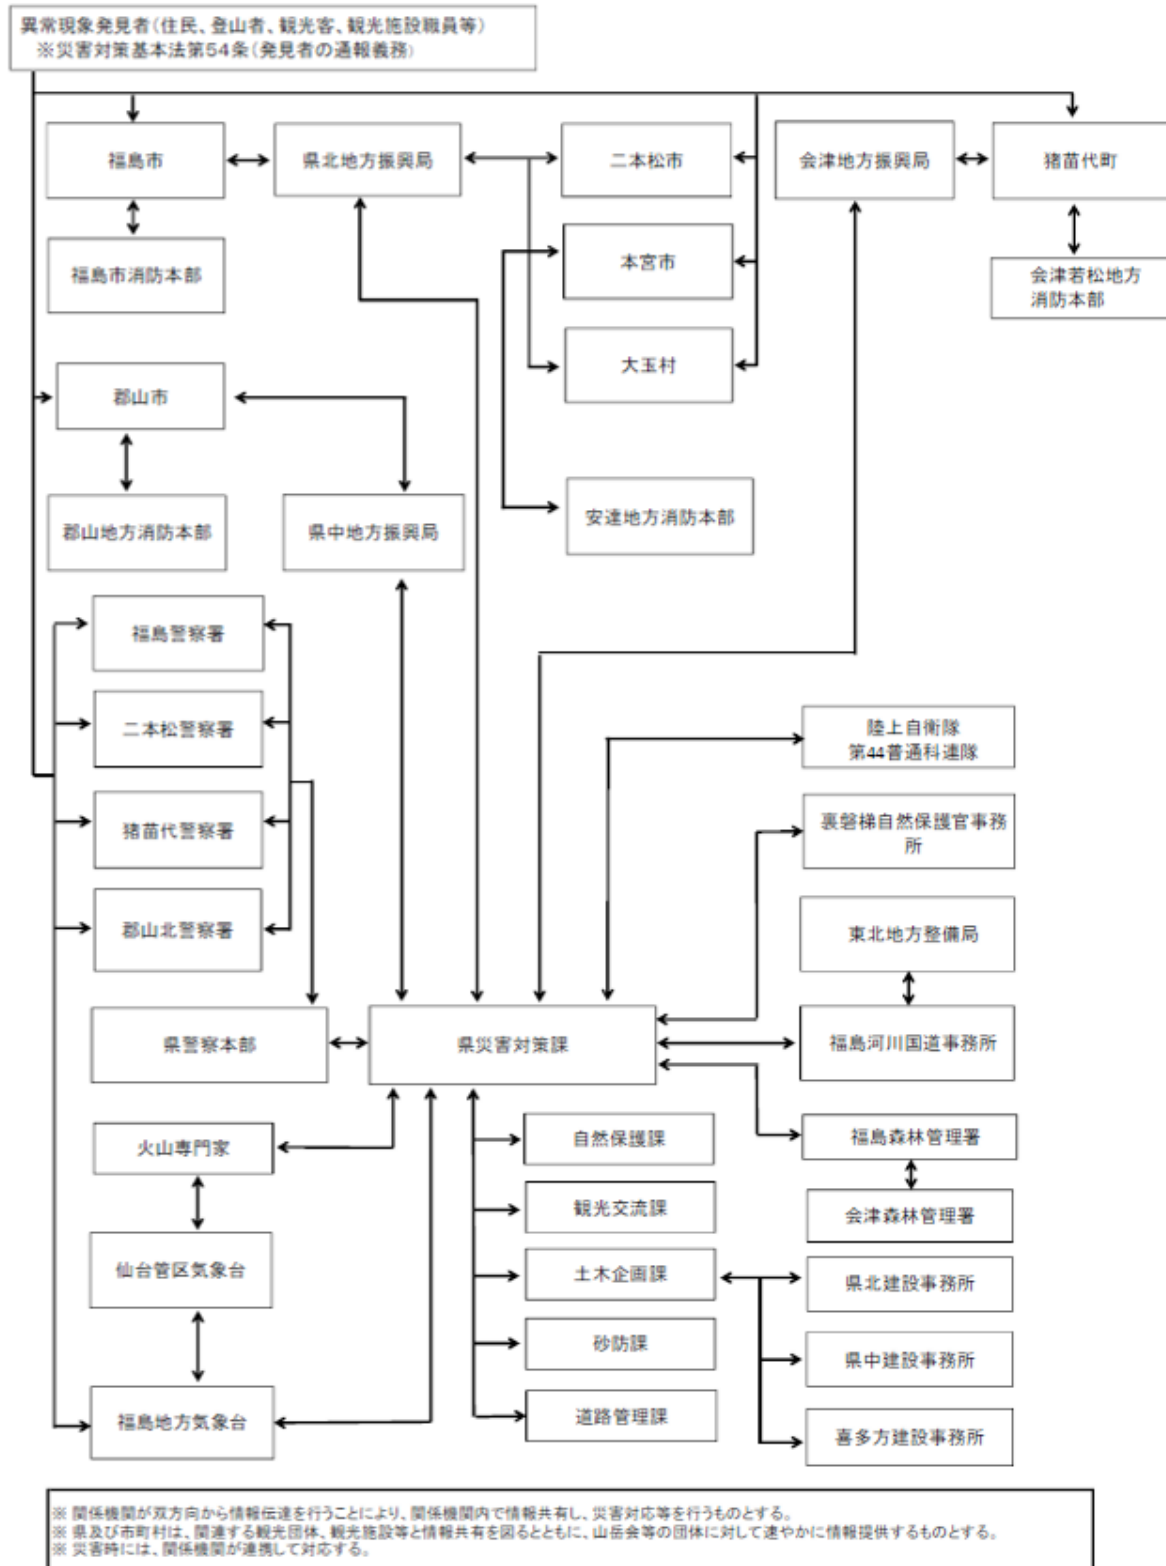 異常現象発見者(住民、登山者、観光客、観光施設職員等)
※災害対策基本法第54条(発見者の通報義務)
福島市
県北地方振興局
二本松市
会津地方振興局
猪苗代町
福島市消防本部
本宮市
会津若松地方
消防本部
大玉村
郡山市
安達地方消防本部
郡山地方消防本部
県中地方振興局
福島警察署
二本松警察署
陸上自衛隊
第44普通科連隊
猪苗代警察署
裏磐梯自然保護官事務
所
郡山北警察署
東北地方整備局
県警察本部
県災害対策課
福島河川国道事務所
火山専門家
自然保護課
福島森林管理署
観光交流課
会津森林管理署
仙台管区気象台
土木企画課
県北建設事務所
砂防課
県中建設事務所
福島地方気象台
道路管理課
喜多方建設事務所
※ 関係機関が双方向から情報伝達を行うことにより、関係機関内で情報共有し、災害対応等を行うものとする。
※ 県及び市町村は、関連する観光団体、観光施設等と情報共有を図るとともに、山岳会等の団体に対して速やかに情報提供するものとする。
※ 災害時には、関係機関が連携して対応する。